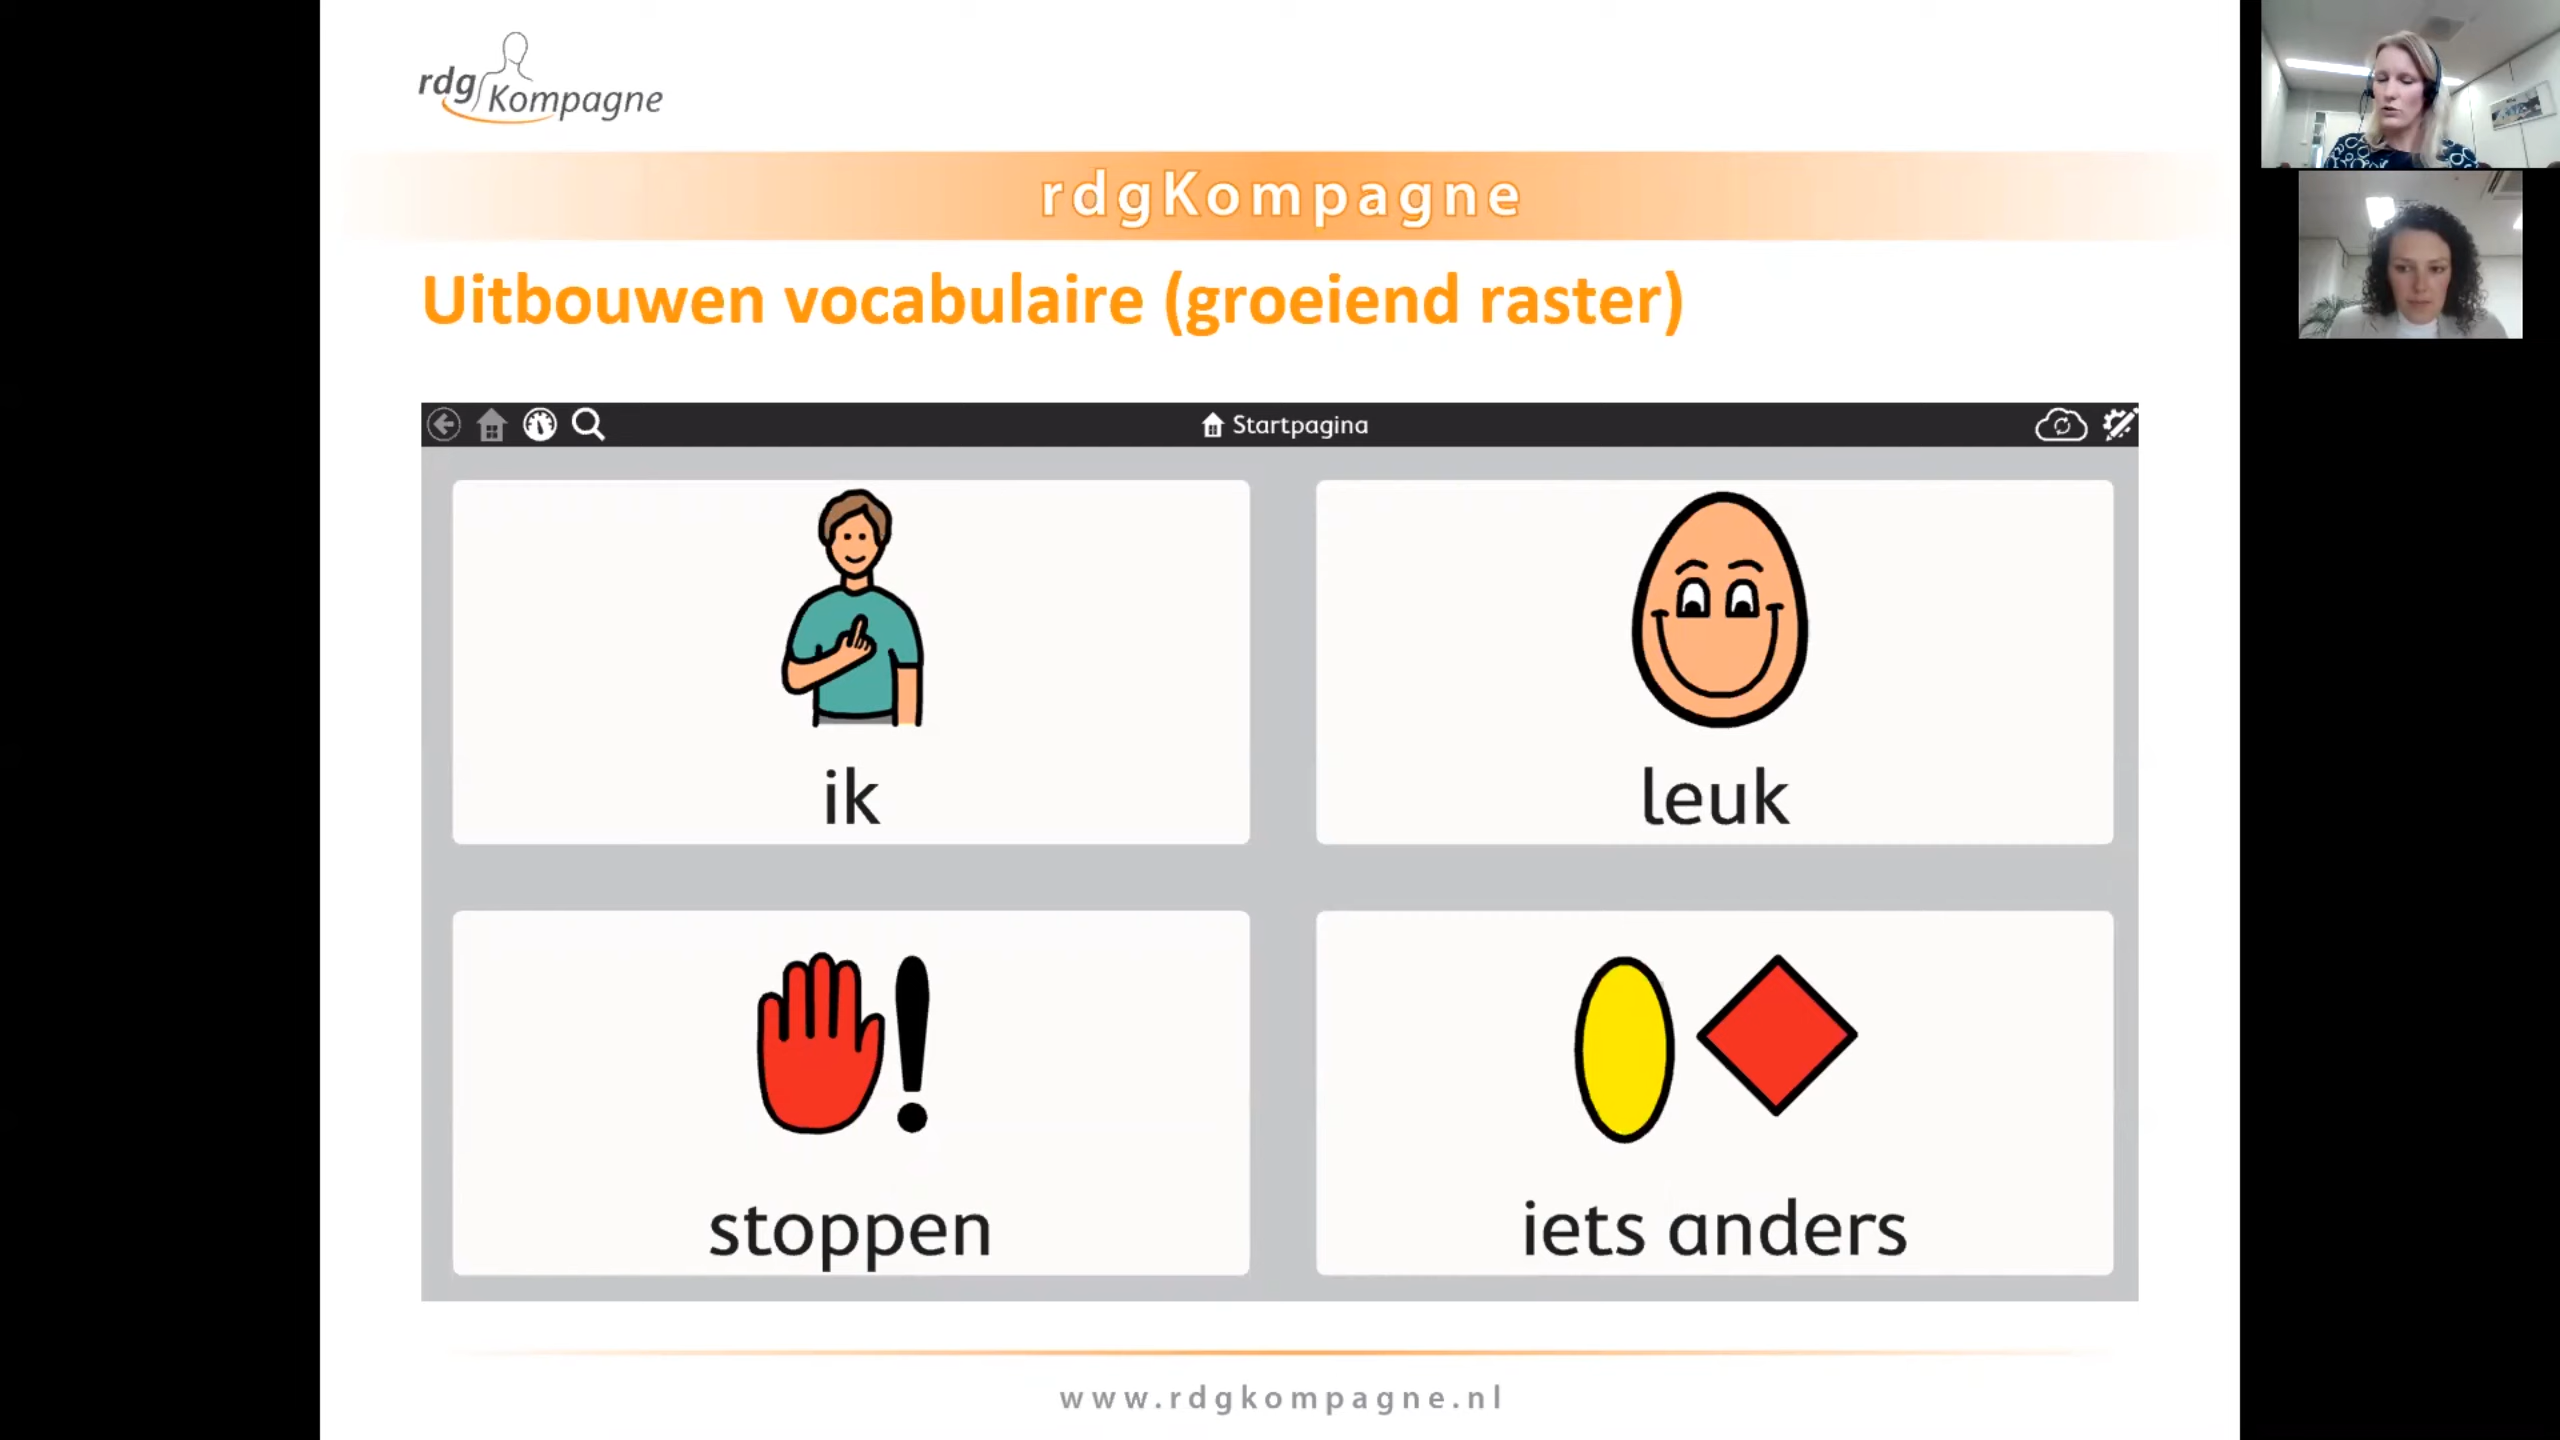 rdg Kompagne
rdgKompagne
Uitbouwen vocabulaire (groeiend raster)
Startpagina
ik
leuk
stoppen
iets anders
www.rdgkompagne.nl